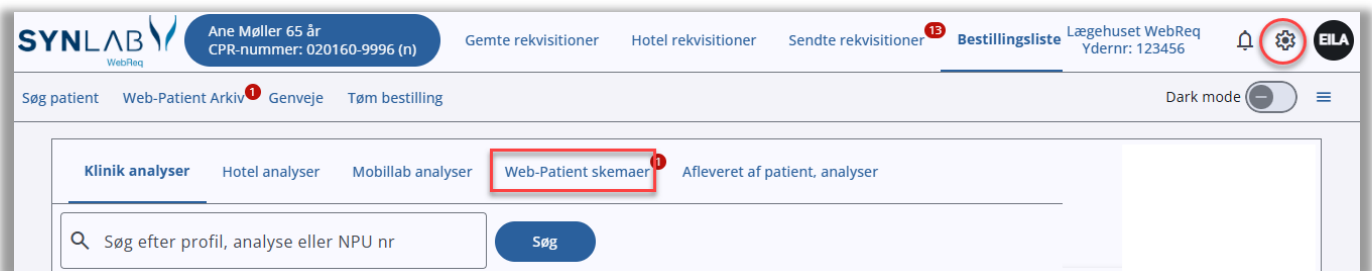 SYNLAB
WebReq
Ane Møller 65 år
CPR-nummer: 020160-9996 (n)
Gemte rekvisitioner
Hotel rekvisitioner
Sendte rekvisitioner
13
Bestillingsliste
Lægehuset WebReq
Ydernr: 123456
EILA
Søg patient
Web-Patient Arkiv
1
Genveje
Tøm bestilling
Dark mode
Klinik analyser
Hotel analyser
Mobillab analyser
Web-Patient skemaer
1
Afleveret af patient, analyser
Søg efter profil, analyse eller NPU nr
Søg